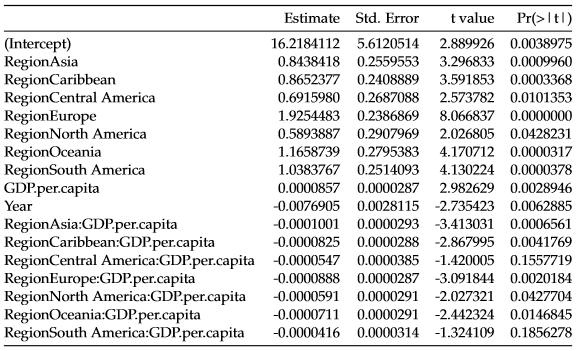 Estimate Std. Error t value Pr(>|t|)
(Intercept) 16.2184112 5.6120514 2.889926 0.0038975
RegionAsia 0.8438418 0.2559553 3.296833 0.0009960
RegionCaribbean 0.8652377 0.2408889 3.591853 0.0003368
RegionCentral America 0.6915980 0.2687088 2.573782 0.0101353
RegionEurope 1.9254483 0.2386869 8.066837 0.0000000
RegionNorth America 0.5893887 0.2907969 2.026805 0.0428231
RegionOceania 1.1658739 0.2795383 4.170712 0.0000317
RegionSouth America 1.0383767 0.2514093 4.130224 0.0000378
GDP.per.capita 0.0000857 0.0000287 2.982629 0.0028946
Year -0.0076905 0.0028115 -2.735423 0.0062885
RegionAsia:GDP.per.capita -0.0001001 0.0000293 -3.413031 0.0006561
RegionCaribbean:GDP.per.capita -0.0000825 0.0000288 -2.867995 0.0041769
RegionCentral America:GDP.per.capita -0.0000547 0.0000385 -1.420005 0.1557719
RegionEurope:GDP.per.capita -0.0000888 0.0000287 -3.091844 0.0020184
RegionNorth America:GDP.per.capita -0.0000591 0.0000291 -2.027321 0.0427704
RegionOceania:GDP.per.capita -0.0000711 0.0000291 -2.442324 0.0146845
RegionSouth America:GDP.per.capita -0.0000416 0.0000314 -1.324109 0.1856278